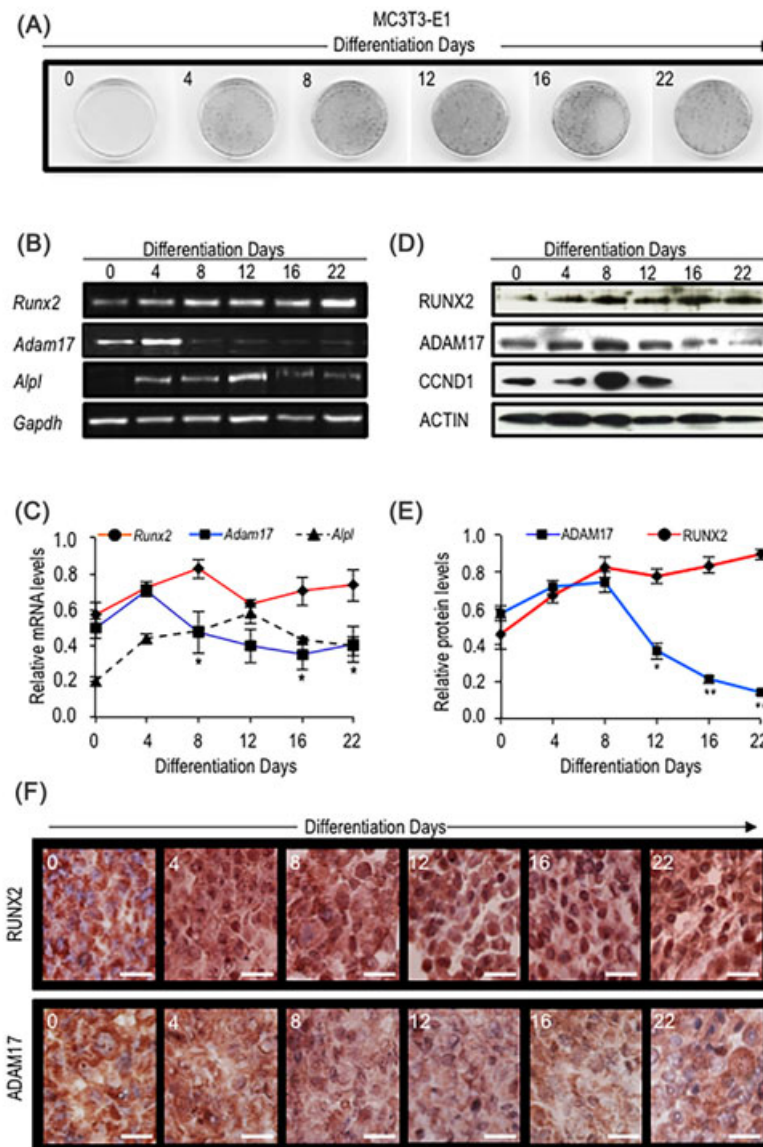 (A)
MC3T3-E1
Differentiation Days
0 4 8 12 16 22
(B)
Differentiation Days
0 4 8 12 16 22
Runx2
Adam17
Alpl
Gapdh
(D)
Differentiation Days
0 4 8 12 16 22
RUNX2
ADAM17
CCND1
ACTIN
(C)
Runx2 Adam17 Alpl
Relative mRNA levels
1.0
0.8
0.6
0.4
0.2
0.0
* * *
0 4 8 12 16 22
Differentiation Days
(E)
ADAM17 RUNX2
Relative protein levels
1.0
0.8
0.6
0.4
0.2
0.0
* ** **
0 4 8 12 16 22
Differentiation Days
(F)
Differentiation Days
RUNX2
0 4 8 12 16 22
ADAM17
0 4 8 12 16 22